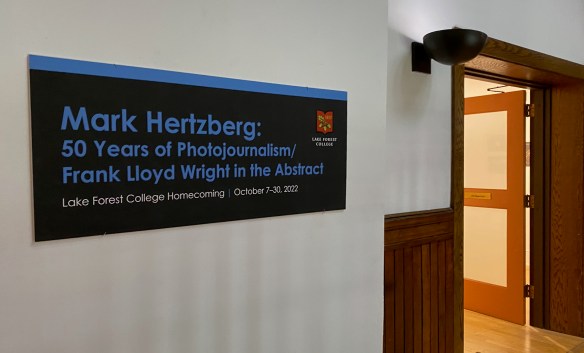 Mark Hertzberg:
50 Years of Photojournalism/
Frank Lloyd Wright in the Abstract
Lake Forest College Homecoming | October 7–30, 2022
LAKE FOREST
COLLEGE